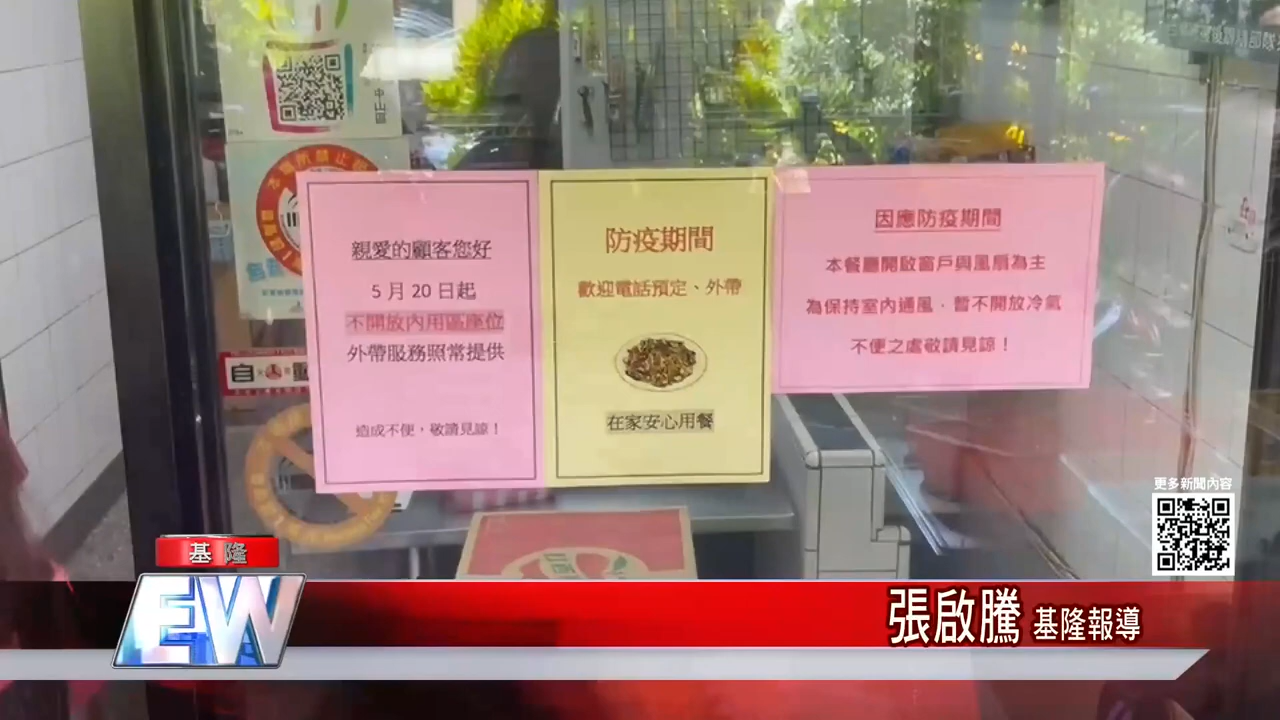 中山區
親愛的顧客您好
5月20日起
不開放內用區座位
外帶服務照常提供
造成不便，敬請見諒！
防疫期間
歡迎電話預定、外帶
在家安心用餐
因應防疫期間
本餐廳開啟窗戶與風扇為主
為保持室內通風，暫不開放冷氣
不便之處敬請見諒！
自
更多新聞內容
基隆
EW
張啟騰 基隆報導